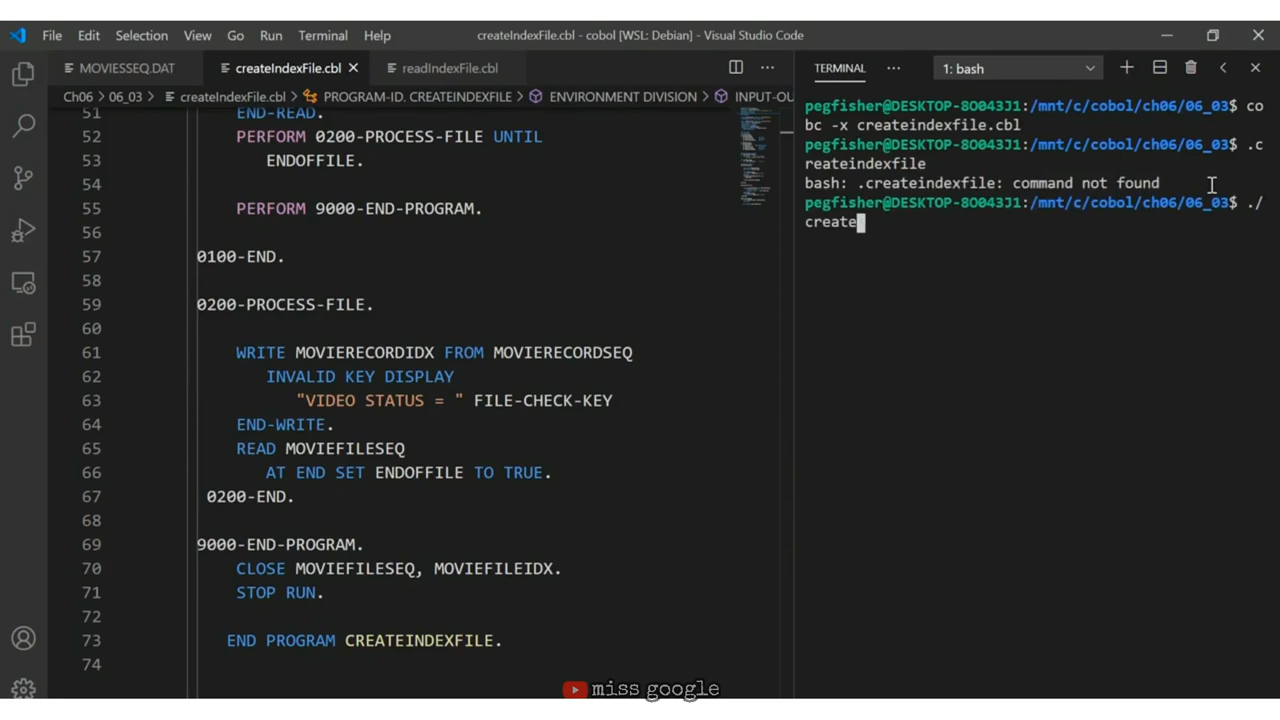 File Edit Selection View Go Run Terminal Help createIndexFile.cbl - cobol [WSL: Debian] - Visual Studio Code
MOVIESSEQ.DAT createIndexFile.cbl readIndexFile.cbl
Ch06 > 06_03 > createIndexFile.cbl > PROGRAM-ID. CREATEINDEXFILE > ENVIRONMENT DIVISION > INPUT-OU
51 END-READ.
52 PERFORM 0200-PROCESS-FILE UNTIL
53 ENDOFFILE.
54
55 PERFORM 9000-END-PROGRAM.
56
57 0100-END.
58
59 0200-PROCESS-FILE.
60
61 WRITE MOVIERECORDIDX FROM MOVIERECORDSEQ
62 INVALID KEY DISPLAY
63 "VIDEO STATUS = " FILE-CHECK-KEY
64 END-WRITE.
65 READ MOVIEFILESEQ
66 AT END SET ENDOFFILE TO TRUE.
67 0200-END.
68
69 9000-END-PROGRAM.
70 CLOSE MOVIEFILESEQ, MOVIEFILEIDX.
71 STOP RUN.
72
73 END PROGRAM CREATEINDEXFILE.
74
TERMINAL 1: bash
pegfisher@DESKTOP-8O043J1:/mnt/c/cobol/ch06/06_03$ co
bc -x createindexfile.cbl
pegfisher@DESKTOP-8O043J1:/mnt/c/cobol/ch06/06_03$ .c
reateindexfile
bash: .createindexfile: command not found
pegfisher@DESKTOP-8O043J1:/mnt/c/cobol/ch06/06_03$ ./
create
miss google